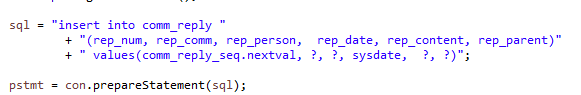 sql = "insert into comm_reply "
+ "(rep_num, rep_comm, rep_person,  rep_date, rep_content, rep_parent)"
+ " values(comm_reply_seq.nextval, ?, ?, sysdate,  ?, ?)";
pstmt = con.prepareStatement(sql);